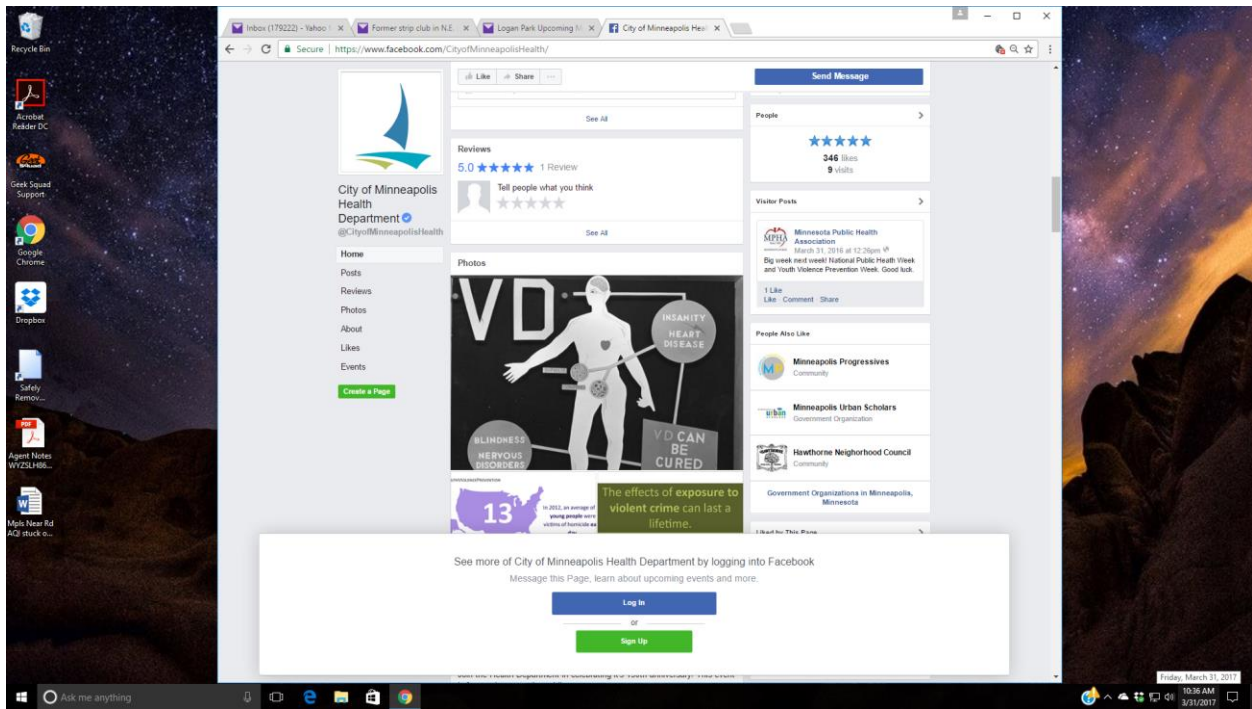 Recycle Bin
Acrobat
Reader DC
Geek Squad
Support
Google
Chrome
Dropbox
Safely
Remov...
PDF
Agent Notes
WYZSLH86...
Mpls Near Rd
AQI stuck o...
Inbox (179222) - Yahoo
Former strip club in N.E.
Logan Park Upcoming M
City of Minneapolis Heal
Secure
https://www.facebook.com/CityofMinneapolisHealth/
Like Share ...
Send Message
City of Minneapolis
Health
Department
@CityofMinneapolisHealth
Home
Posts
Reviews
Photos
About
Likes
Events
Create a Page
See All
Reviews
5.0 1 Review
Tell people what you think
See All
Photos
VD
INSANITY
HEART
DISEASE
BLINDNESS
NERVOUS
DISORDERS
VD CAN
BE
CURED
13
In 2012, an average of
young people were
victims of homicide
The effects of exposure to
violent crime can last a
lifetime.
People
346 likes
9 visits
Visitor Posts
MPHA
Minnesota Public Health
Association
March 31, 2016 at 12:26pm
Big week next week! National Public Heath Week
and Youth Violence Prevention Week. Good luck.
1 Like
Like · Comment · Share
People Also Like
Minneapolis Progressives
Community
urban
Minneapolis Urban Scholars
Government Organization
Hawthorne Neighorhood Council
Community
Government Organizations in Minneapolis,
Minnesota
Liked by This Page
See more of City of Minneapolis Health Department by logging into Facebook
Message this Page, learn about upcoming events and more.
Log In
or
Sign Up
Ask me anything
Friday, March 31, 2017
10:36 AM
3/31/2017